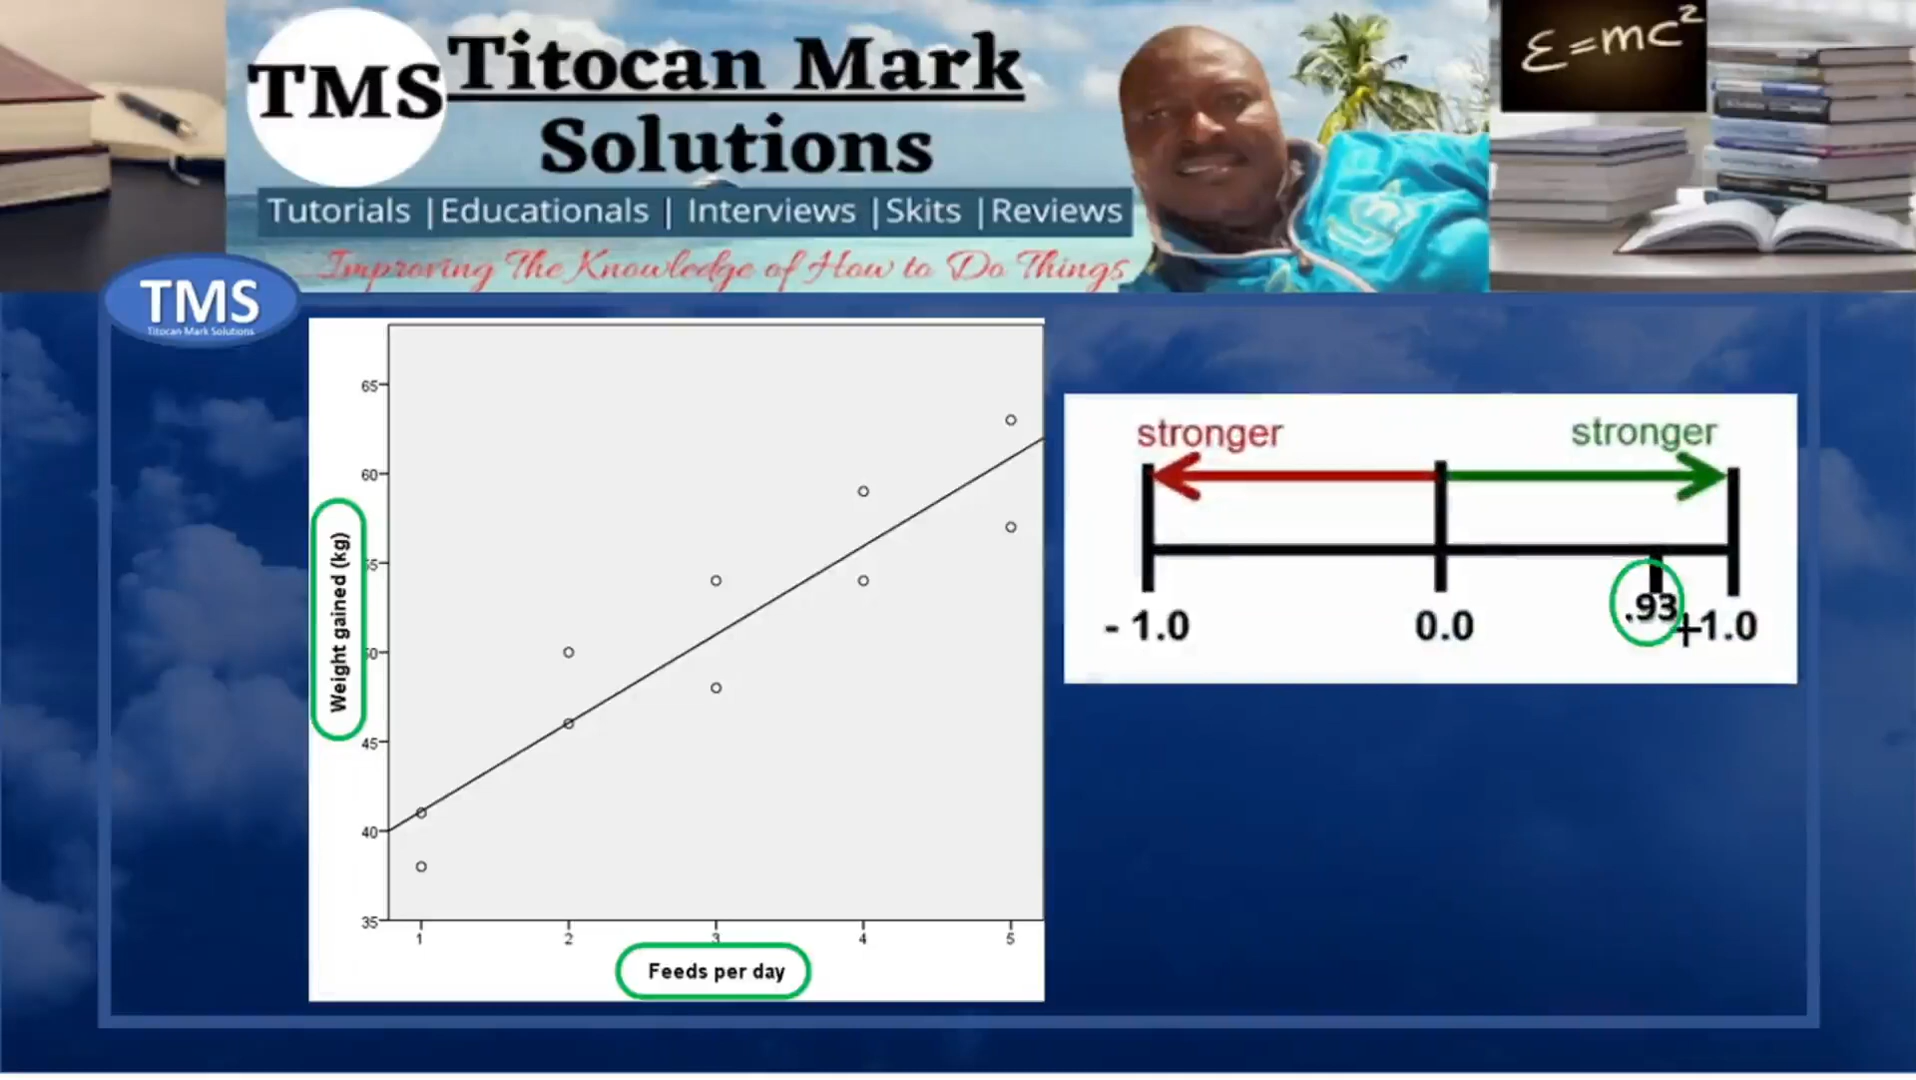 TMS
Titocan Mark
Solutions
Tutorials |Educationals | Interviews |Skits |Reviews
Improving The Knowledge of How to Do Things
ε=mc²
TMS
Titocan Mark Solutions
65
60
55
50
45
40
35
1
2
3
4
5
Weight gained (kg)
Feeds per day
stronger
stronger
- 1.0
0.0
.93
+1.0